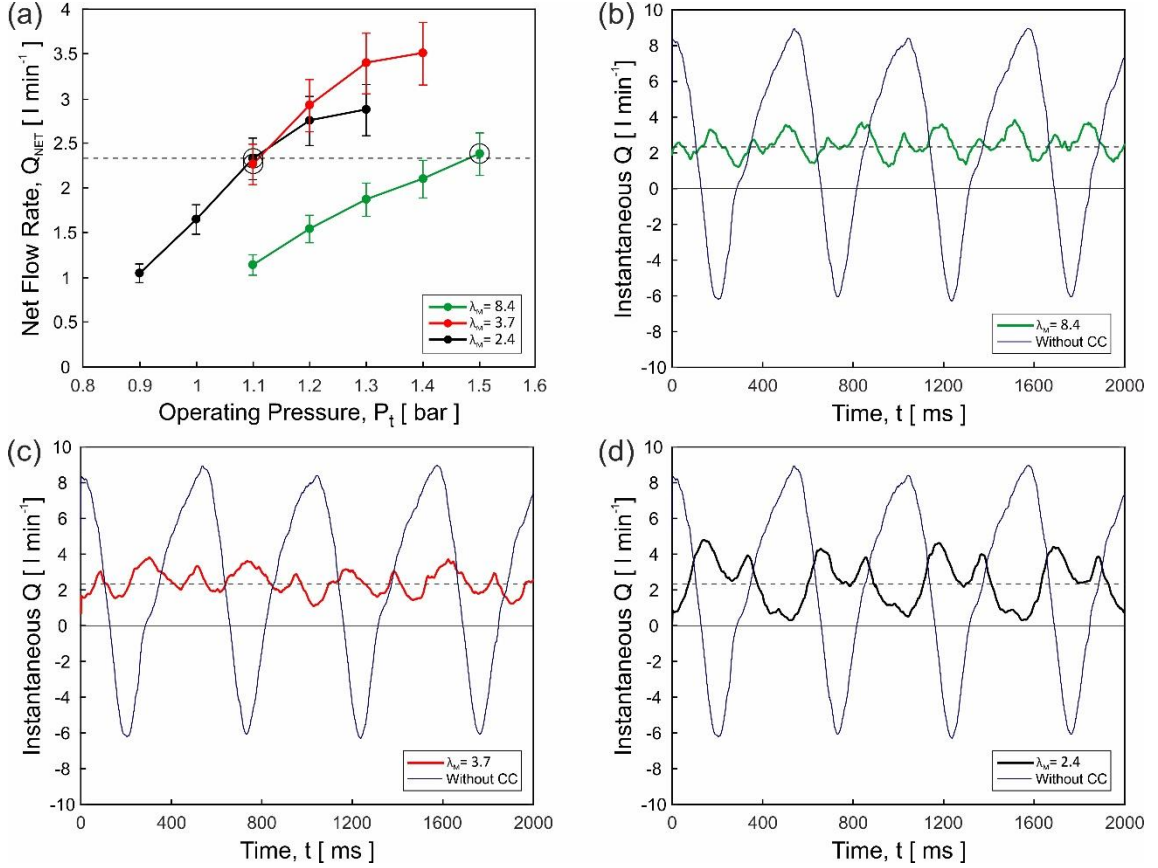 (a)
4
3.5
3
2.5
2
1.5
1
0.5
0
Net Flow Rate, Q_NET [ l min⁻¹ ]
0.8 0.9 1 1.1 1.2 1.3 1.4 1.5 1.6
Operating Pressure, P_t [ bar ]
λ_M = 8.4
λ_M = 3.7
λ_M = 2.4
(b)
10
8
6
4
2
0
-2
-4
-6
-8
-10
Instantaneous Q [ l min⁻¹ ]
0 400 800 1200 1600 2000
Time, t [ ms ]
λ_M = 8.4
Without CC
(c)
10
8
6
4
2
0
-2
-4
-6
-8
-10
Instantaneous Q [ l min⁻¹ ]
0 400 800 1200 1600 2000
Time, t [ ms ]
λ_M = 3.7
Without CC
(d)
10
8
6
4
2
0
-2
-4
-6
-8
-10
Instantaneous Q [ l min⁻¹ ]
0 400 800 1200 1600 2000
Time, t [ ms ]
λ_M = 2.4
Without CC